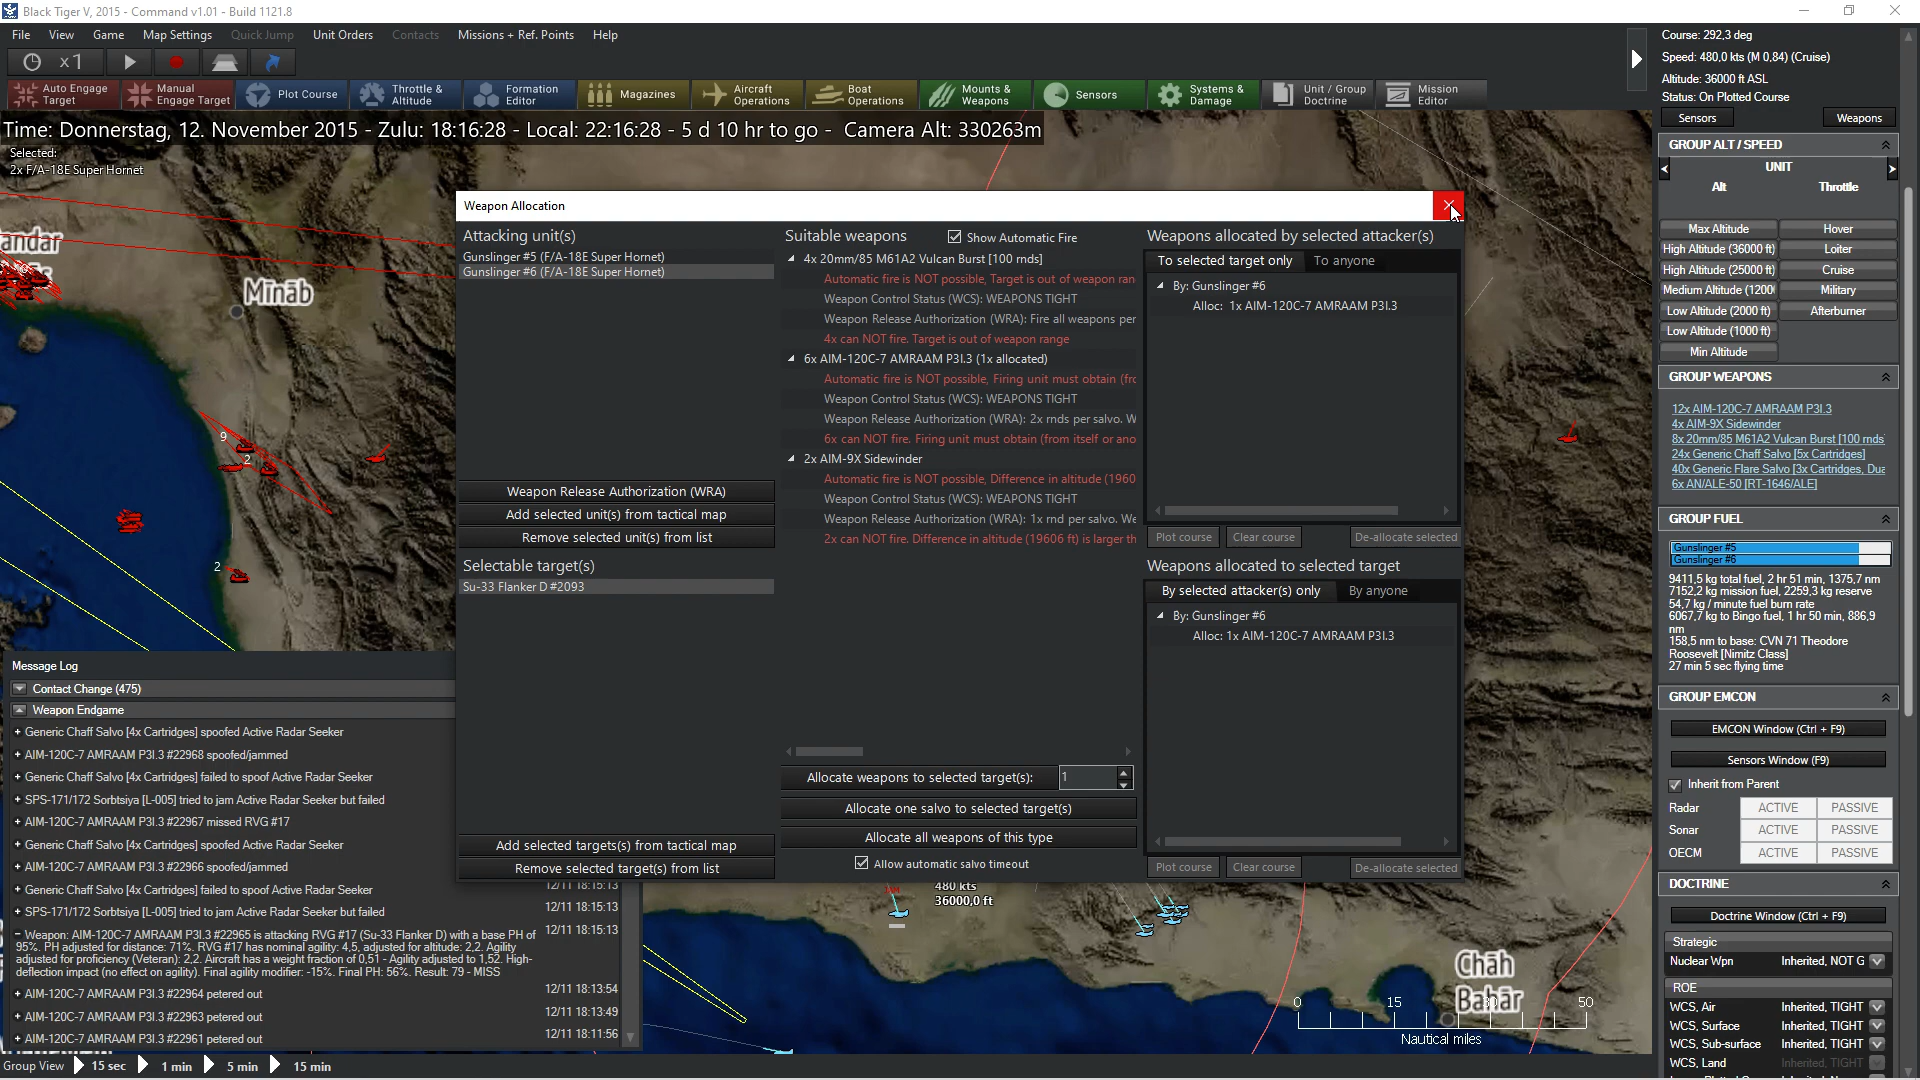 Black Tiger V, 2015 - Command v1.01 - Build 1121.8
File View Game Map Settings Quick Jump Unit Orders Contacts Missions + Ref. Points Help
x1
Auto Engage Target
Manual Engage Target
Plot Course
Throttle & Altitude
Formation Editor
Magazines
Aircraft Operations
Boat Operations
Mounts & Weapons
Sensors
Systems & Damage
Unit / Group Doctrine
Mission Editor
Time: Donnerstag, 12. November 2015 - Zulu: 18:16:28 - Local: 22:16:28 - 5 d 10 hr to go - Camera Alt: 330263m
Selected:
2x F/A-18E Super Hornet
andar
Mīnāb
9
2
2
Weapon Allocation
Attacking unit(s)
Gunslinger #5 (F/A-18E Super Hornet)
Gunslinger #6 (F/A-18E Super Hornet)
Weapon Release Authorization (WRA)
Add selected unit(s) from tactical map
Remove selected unit(s) from list
Selectable target(s)
Su-33 Flanker D #2093
Add selected targets(s) from tactical map
Remove selected target(s) from list
Suitable weapons
Show Automatic Fire
4x 20mm/85 M61A2 Vulcan Burst [100 rnds]
Automatic fire is NOT possible, Target is out of weapon ran
Weapon Control Status (WCS): WEAPONS TIGHT
Weapon Release Authorization (WRA): Fire all weapons per
4x can NOT fire. Target is out of weapon range
6x AIM-120C-7 AMRAAM P3I.3 (1x allocated)
Automatic fire is NOT possible, Firing unit must obtain (frc
Weapon Control Status (WCS): WEAPONS TIGHT
Weapon Release Authorization (WRA): 2x rnds per salvo. W
6x can NOT fire. Firing unit must obtain (from itself or ano
2x AIM-9X Sidewinder
Automatic fire is NOT possible, Difference in altitude (1960
Weapon Control Status (WCS): WEAPONS TIGHT
Weapon Release Authorization (WRA): 1x rnd per salvo. We
2x can NOT fire. Difference in altitude (19606 ft) is larger th
Allocate weapons to selected target(s): 1
Allocate one salvo to selected target(s)
Allocate all weapons of this type
Allow automatic salvo timeout
Weapons allocated by selected attacker(s)
To selected target only To anyone
By: Gunslinger #6
Alloc: 1x AIM-120C-7 AMRAAM P3I.3
Plot course Clear course De-allocate selected
Weapons allocated to selected target
By selected attacker(s) only By anyone
By: Gunslinger #6
Alloc: 1x AIM-120C-7 AMRAAM P3I.3
Plot course Clear course De-allocate selected
Message Log
Contact Change (475)
Weapon Endgame
+ Generic Chaff Salvo [4x Cartridges] spoofed Active Radar Seeker
+ AIM-120C-7 AMRAAM P3I.3 #22968 spoofed/jammed
+ Generic Chaff Salvo [4x Cartridges] failed to spoof Active Radar Seeker
+ SPS-171/172 Sorbtsiya [L-005] tried to jam Active Radar Seeker but failed
+ AIM-120C-7 AMRAAM P3I.3 #22967 missed RVG #17
+ Generic Chaff Salvo [4x Cartridges] spoofed Active Radar Seeker
+ AIM-120C-7 AMRAAM P3I.3 #22966 spoofed/jammed
+ Generic Chaff Salvo [4x Cartridges] failed to spoof Active Radar Seeker 12/11 18:15:13
+ SPS-171/172 Sorbtsiya [L-005] tried to jam Active Radar Seeker but failed 12/11 18:15:13
- Weapon: AIM-120C-7 AMRAAM P3I.3 #22965 is attacking RVG #17 (Su-33 Flanker D) with a base PH of 12/11 18:15:13
95%. PH adjusted for distance: 71%. RVG #17 has nominal agility: 4,5, adjusted for altitude: 2,2. Agility
adjusted for proficiency (Veteran): 2,2. Aircraft has a weight fraction of 0,51 - Agility adjusted to 1,52. High-
deflection impact (no effect on agility). Final agility modifier: -15%. Final PH: 56%. Result: 79 - MISS
+ AIM-120C-7 AMRAAM P3I.3 #22964 petered out 12/11 18:13:54
+ AIM-120C-7 AMRAAM P3I.3 #22963 petered out 12/11 18:13:49
+ AIM-120C-7 AMRAAM P3I.3 #22961 petered out 12/11 18:11:56
Group View 15 sec 1 min 5 min 15 min
480 kts
36000,0 ft
Chāh
Bahār
0 15 30 50
Nautical miles
Course: 292,3 deg
Speed: 480,0 kts (M 0,84) (Cruise)
Altitude: 36000 ft ASL
Status: On Plotted Course
Sensors Weapons
GROUP ALT / SPEED
UNIT
Alt Throttle
Max Altitude Hover
High Altitude (36000 ft) Loiter
High Altitude (25000 ft) Cruise
Medium Altitude (1200 Military
Low Altitude (2000 ft) Afterburner
Low Altitude (1000 ft)
Min Altitude
GROUP WEAPONS
12x AIM-120C-7 AMRAAM P3I.3
4x AIM-9X Sidewinder
8x 20mm/85 M61A2 Vulcan Burst [100 rnds
24x Generic Chaff Salvo [5x Cartridges]
40x Generic Flare Salvo [3x Cartridges, Dua
6x AN/ALE-50 [RT-1646/ALE]
GROUP FUEL
Gunslinger #5
Gunslinger #6
9411,5 kg total fuel, 2 hr 51 min, 1375,7 nm
7152,2 kg mission fuel, 2259,3 kg reserve
54,7 kg / minute fuel burn rate
6067,7 kg to Bingo fuel, 1 hr 50 min, 886,9
nm
158,5 nm to base: CVN 71 Theodore
Roosevelt [Nimitz Class]
27 min 5 sec flying time
GROUP EMCON
EMCON Window (Ctrl + F9)
Sensors Window (F9)
Inherit from Parent
Radar ACTIVE PASSIVE
Sonar ACTIVE PASSIVE
OECM ACTIVE PASSIVE
DOCTRINE
Doctrine Window (Ctrl + F9)
Strategic
Nuclear Wpn Inherited, NOT G
ROE
WCS, Air Inherited, TIGHT
WCS, Surface Inherited, TIGHT
WCS, Sub-surface Inherited, TIGHT
WCS, Land Inherited, TIGHT